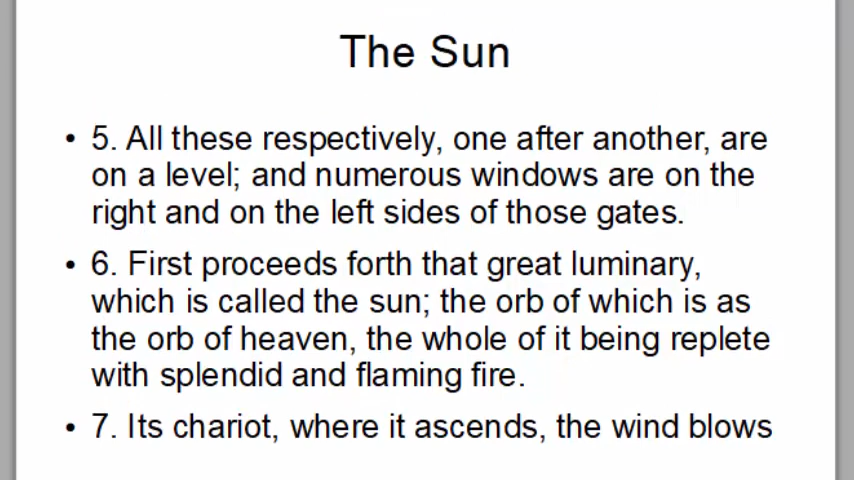 The Sun
• 5. All these respectively, one after another, are
on a level; and numerous windows are on the
right and on the left sides of those gates.
• 6. First proceeds forth that great luminary,
which is called the sun; the orb of which is as
the orb of heaven, the whole of it being replete
with splendid and flaming fire.
• 7. Its chariot, where it ascends, the wind blows